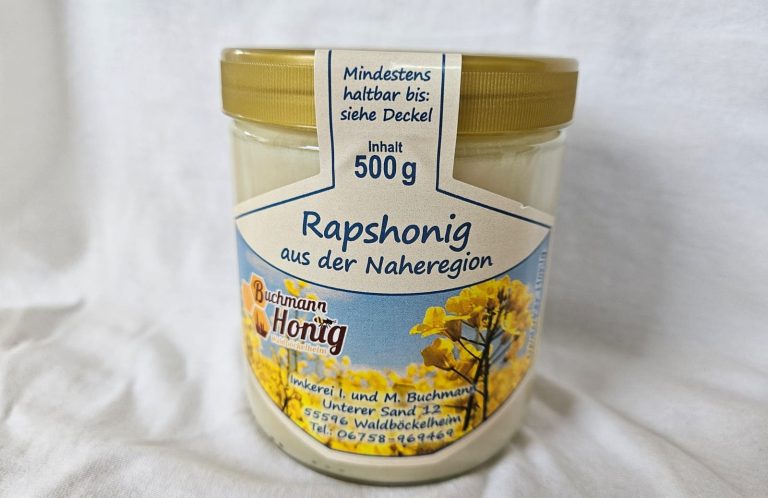 Mindestens
haltbar bis:
siehe Deckel
Inhalt
500 g
Rapshonig
aus der Naheregion
Buchmann
Honig
Waldböckelheim
Imkerei I. und M. Buchmann
Unterer Sand 12
55596 Waldböckelheim
Tel.: 06758-969469